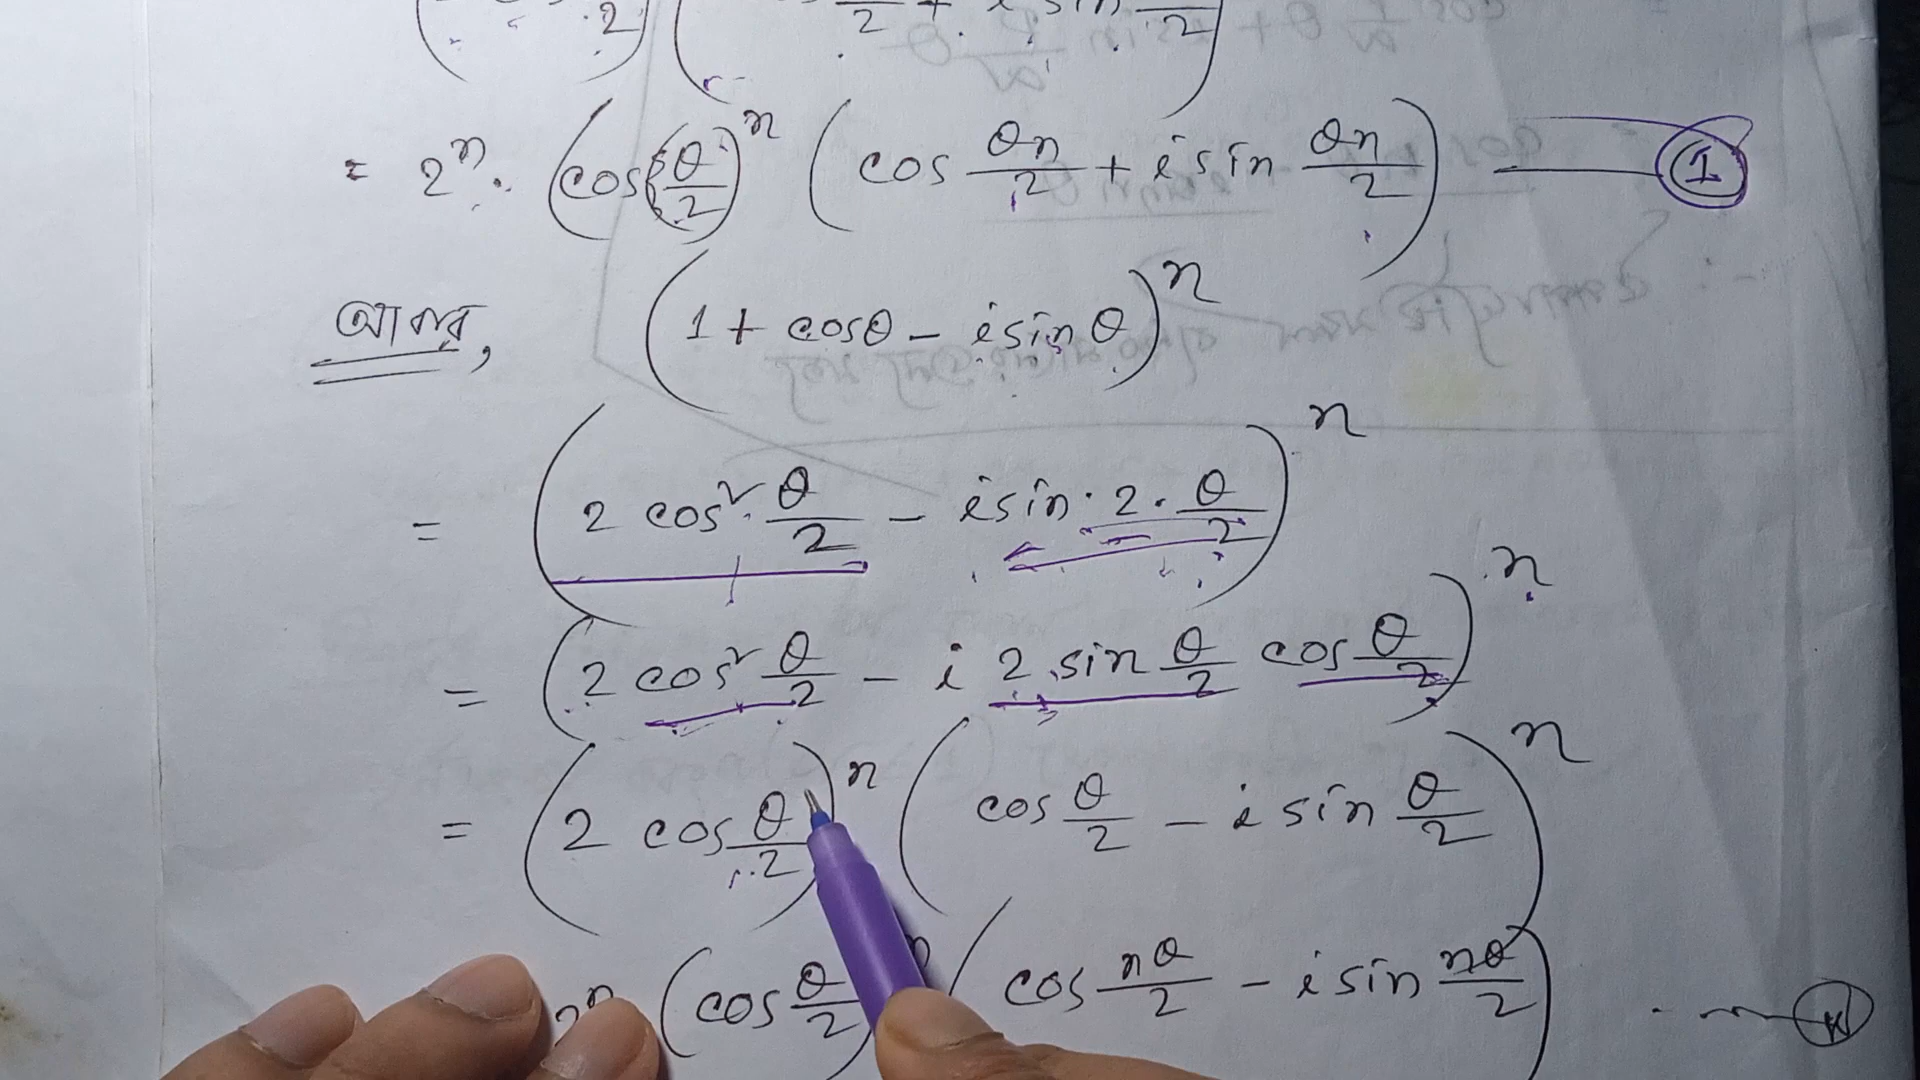 = 2ⁿ · (cos(θ/2))ⁿ (cos θn/2 + i sin θn/2) —— ①
আবার, (1 + cosθ − i sinθ)ⁿ
= (2 cos² θ/2 − i sin · 2 · θ/2)ⁿ
= (2 cos² θ/2 − i 2 sin θ/2 cos θ/2)ⁿ
= (2 cos θ/2)ⁿ (cos θ/2 − i sin θ/2)ⁿ
2ⁿ (cos θ/2)ⁿ (cos nθ/2 − i sin nθ/2)